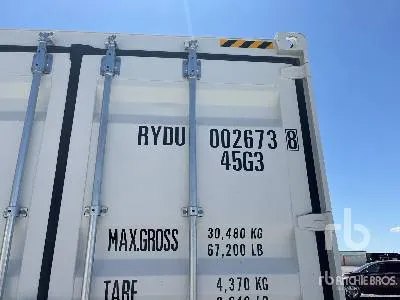 RYDU 002673 8
45G3
MAX.GROSS 30,480 KG
67,200 LB
TARE 4,370 KG
rb
rb RITCHIE BROS.